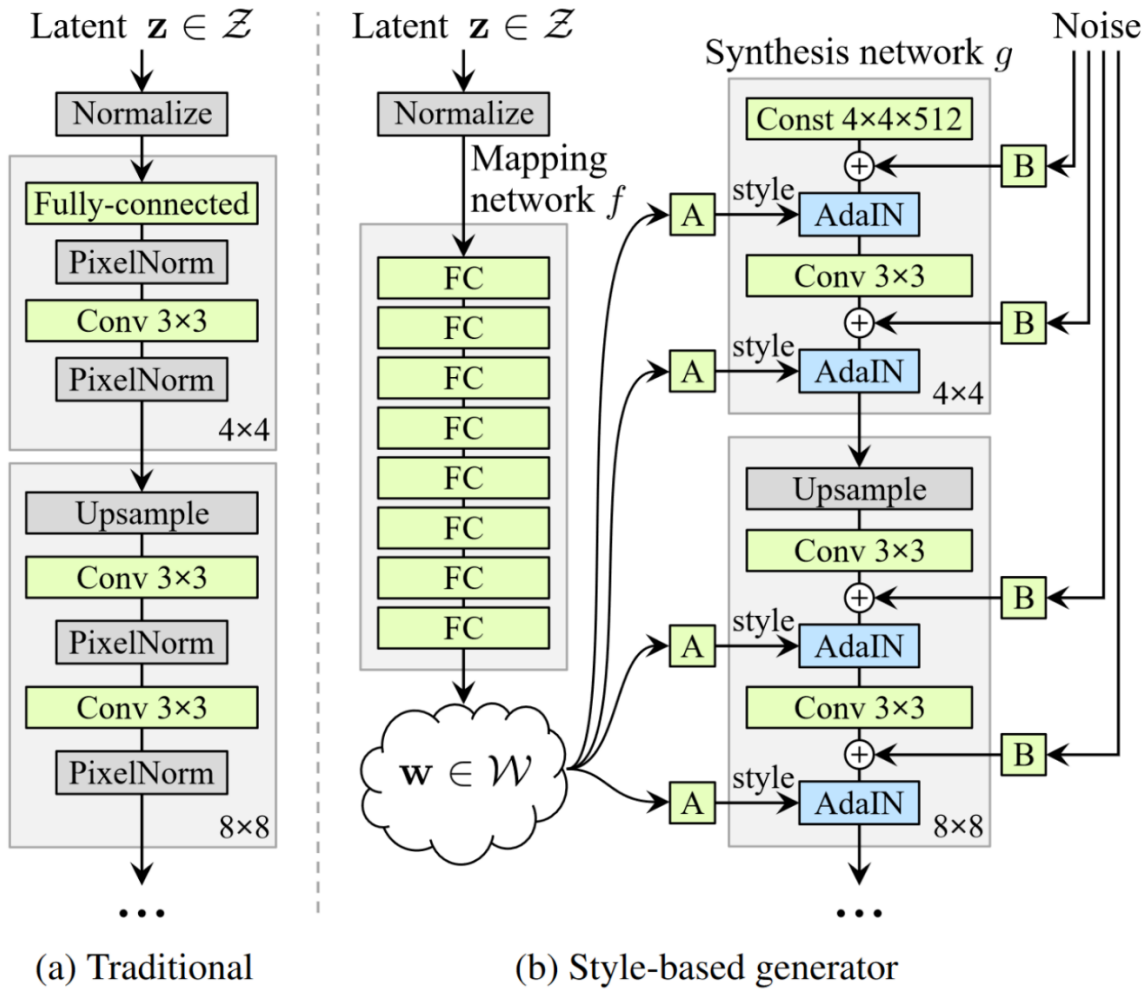 Latent z ∈ 𝒵
Normalize
Fully-connected
PixelNorm
Conv 3×3
PixelNorm
4×4
Upsample
Conv 3×3
PixelNorm
Conv 3×3
PixelNorm
8×8
...
(a) Traditional
Latent z ∈ 𝒵
Normalize
Mapping
network f
FC
FC
FC
FC
FC
FC
FC
FC
w ∈ 𝒲
A
style
A
style
A
style
A
style
Synthesis network g
Const 4×4×512
+
AdaIN
Conv 3×3
+
AdaIN
4×4
Upsample
Conv 3×3
+
AdaIN
Conv 3×3
+
AdaIN
8×8
...
Noise
B
B
B
B
(b) Style-based generator